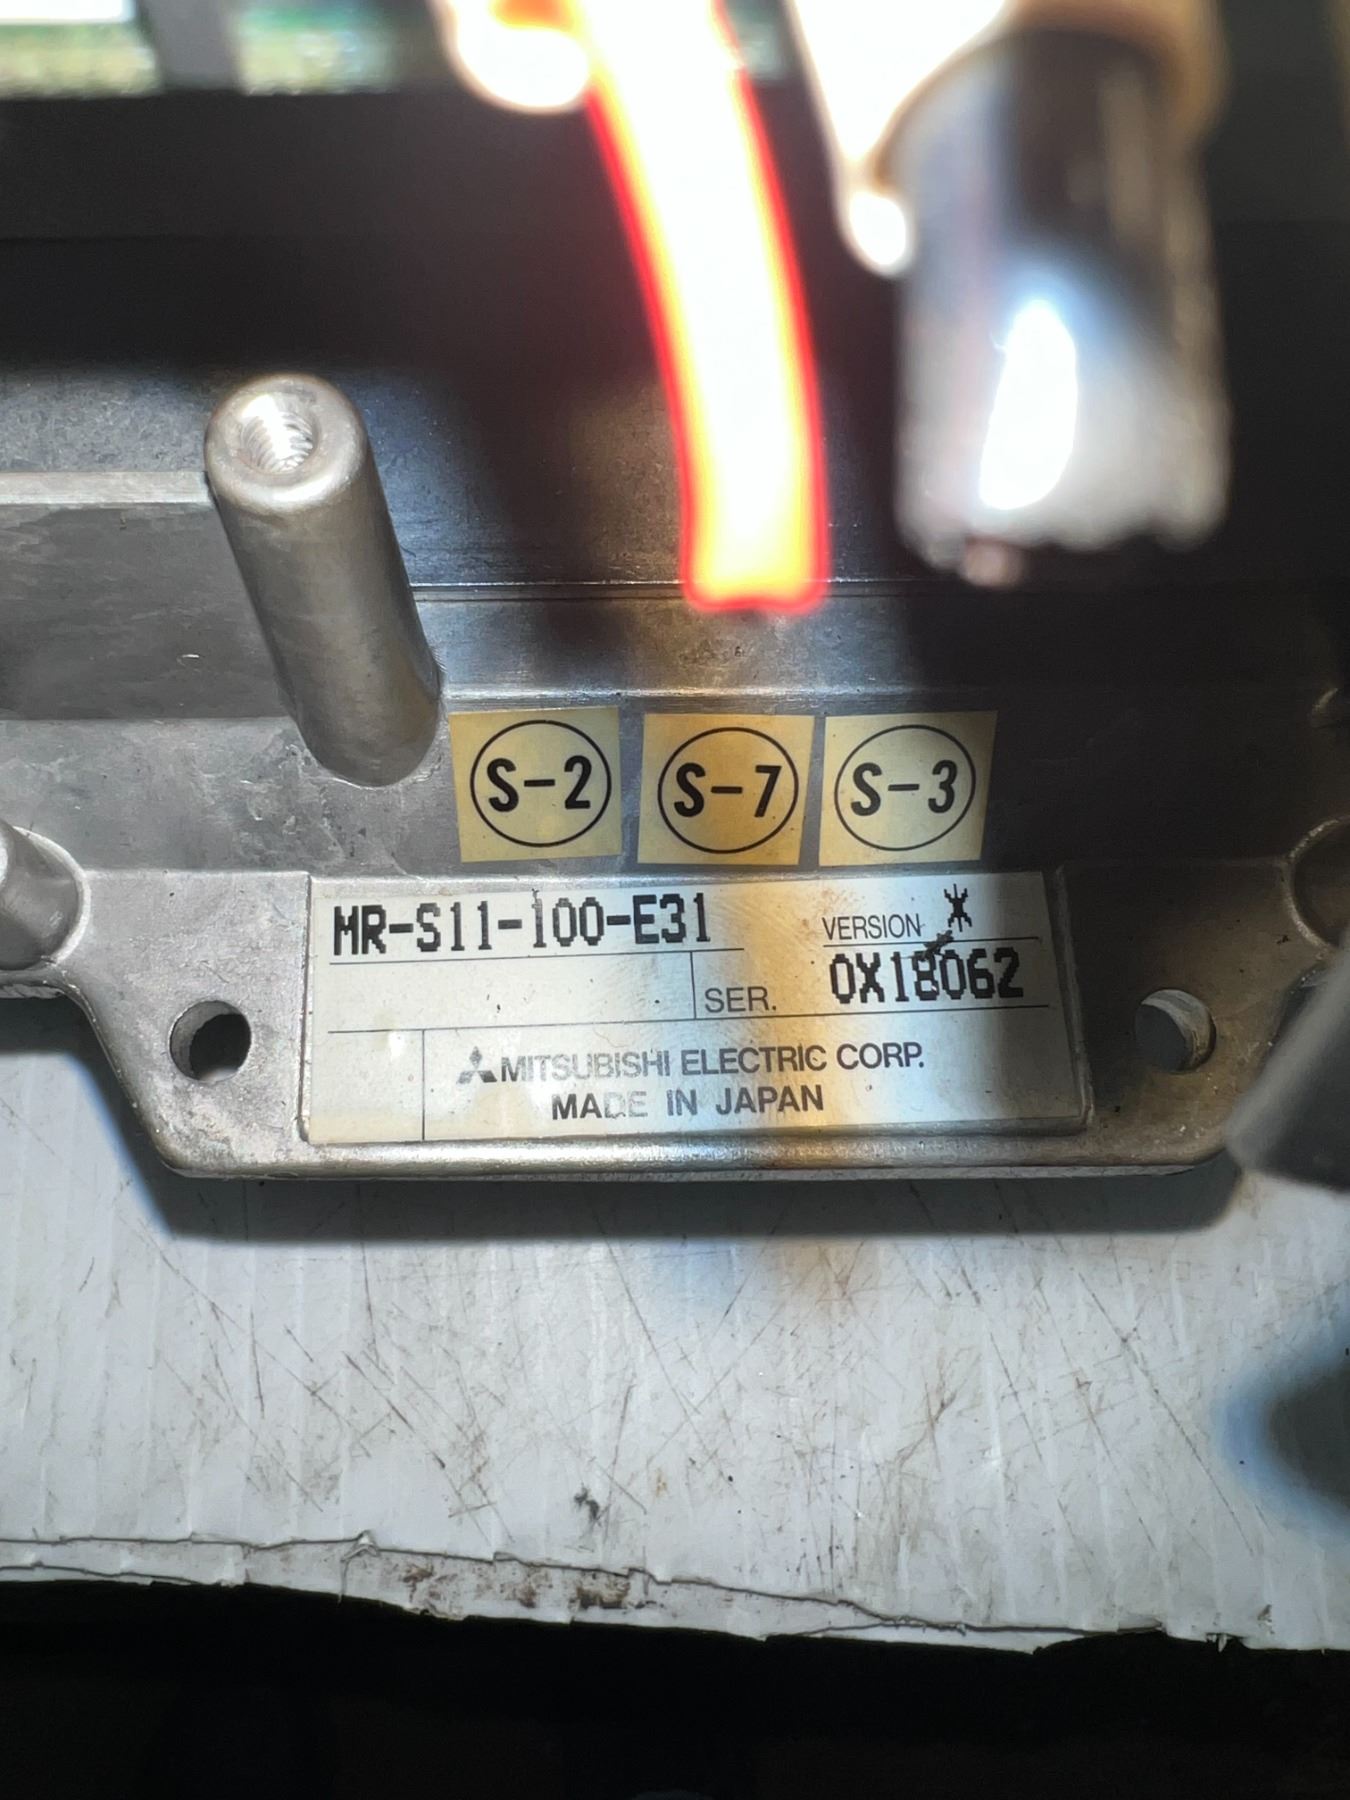 S-2 S-7 S-3
MR-S11-100-E31
VERSION ※
SER. 0X18062
MITSUBISHI ELECTRIC CORP.
MADE IN JAPAN